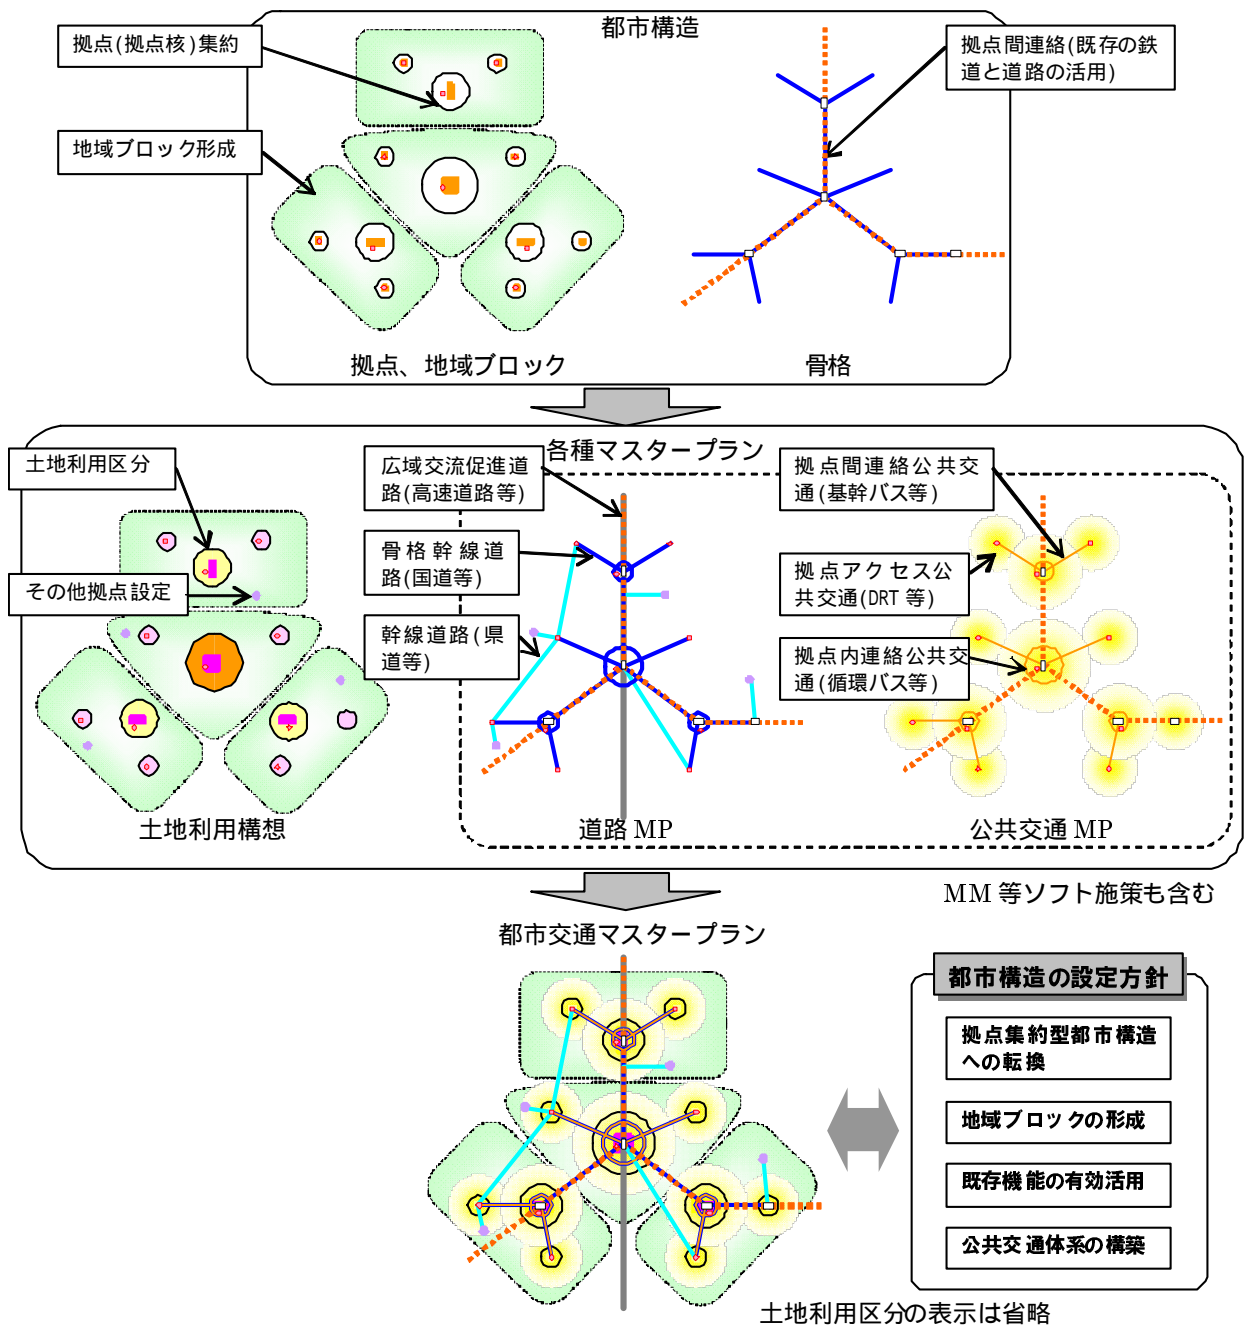 都市構造
拠点(拠点核)集約
地域ブロック形成
拠点間連絡(既存の鉄
道と道路の活用)
拠点、地域ブロック
骨格
各種マスタープラン
土地利用区分
その他拠点設定
広域交流促進道
路(高速道路等)
骨格幹線道
路(国道等)
幹線道路(県
道等)
拠点間連絡公共交
通(基幹バス等)
拠点アクセス公
共交通(DRT等)
拠点内連絡公共交
通(循環バス等)
土地利用構想
道路 MP
公共交通 MP
MM 等ソフト施策も含む
都市交通マスタープラン
都市構造の設定方針
拠点集約型都市構造
への転換
地域ブロックの形成
既存機能の有効活用
公共交通体系の構築
土地利用区分の表示は省略